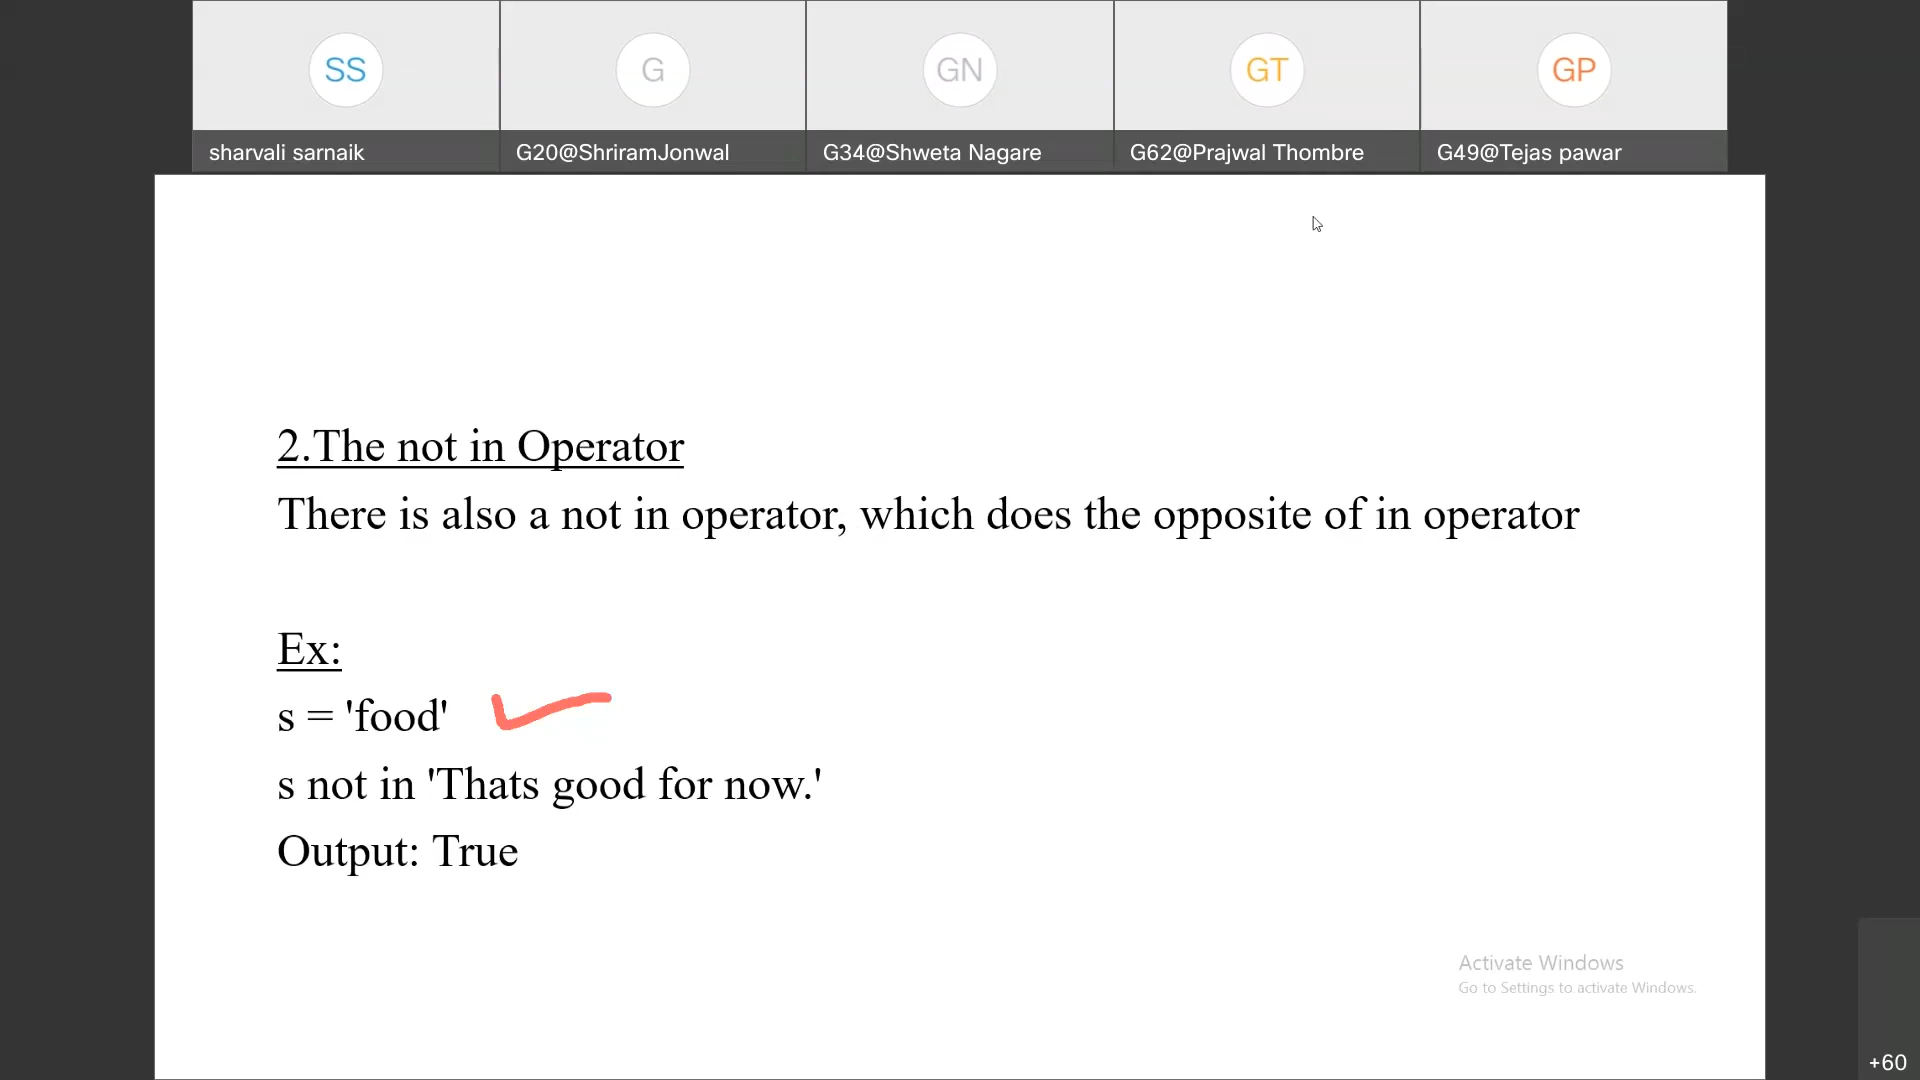 SS
G
GN
GT
GP
sharvali sarnaik
G20@ShriramJonwal
G34@Shweta Nagare
G62@Prajwal Thombre
G49@Tejas pawar
2.The not in Operator
There is also a not in operator, which does the opposite of in operator
Ex:
s = 'food'
s not in 'Thats good for now.'
Output: True
Activate Windows
Go to Settings to activate Windows.
+60